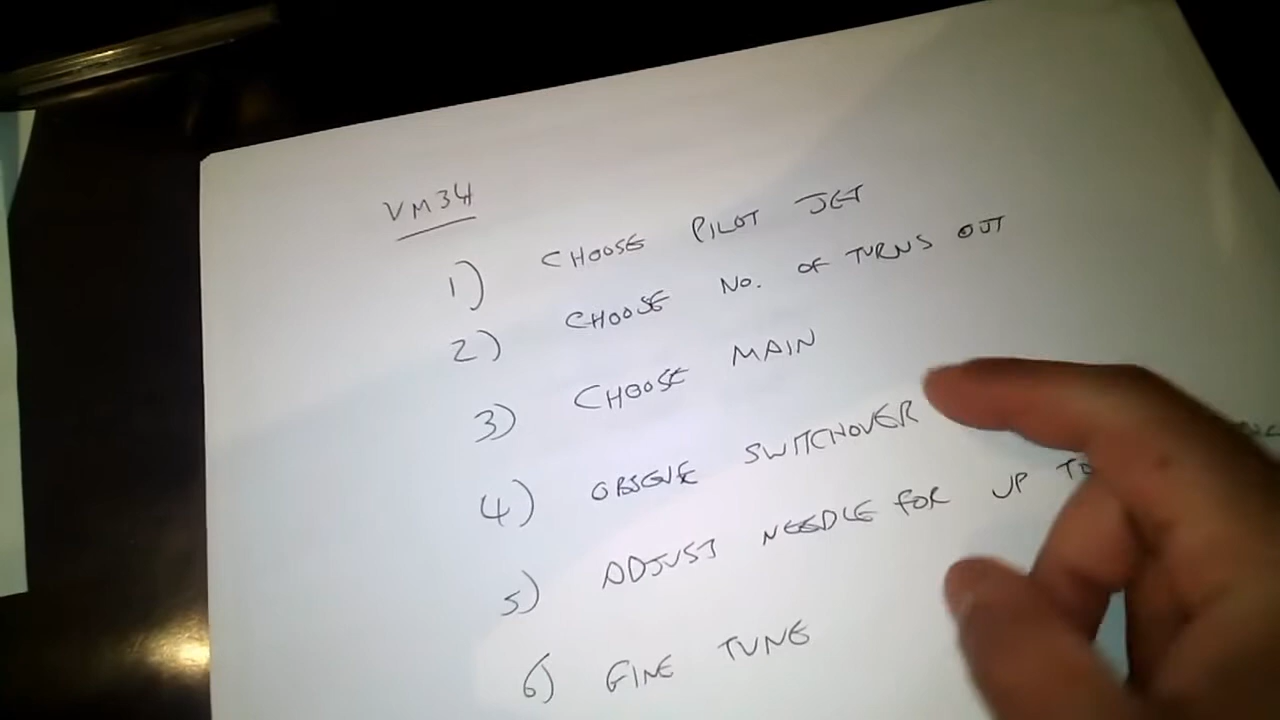 VM34
1) CHOOSE PILOT JET
2) CHOOSE No. OF TURNS OUT
3) CHOOSE MAIN
4) OBSERVE SWITCHOVER
5) ADJUST NEEDLE FOR UP TO
6) FINE TUNE